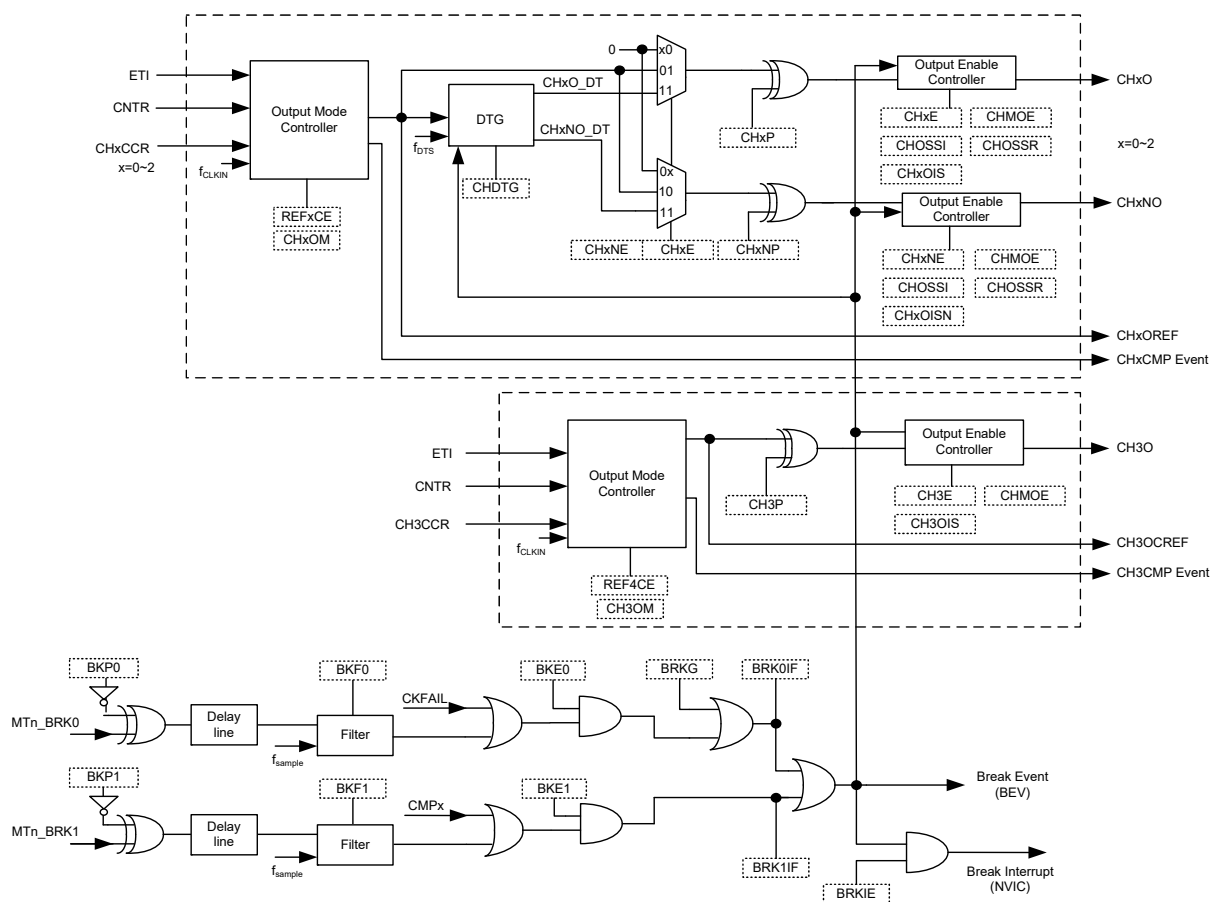 ETI
CNTR
CHxCCR
x=0~2
fCLKIN
Output Mode
Controller
REFxCE
CHxOM
fDTS
DTG
CHDTG
CHxO_DT
CHxNO_DT
0
x0
01
11
0x
10
11
CHxNE
CHxE
CHxP
CHxNP
Output Enable
Controller
CHxE
CHMOE
CHOSSI
CHOSSR
CHxOIS
Output Enable
Controller
CHxNE
CHMOE
CHOSSI
CHOSSR
CHxOISN
CHxO
x=0~2
CHxNO
CHxOREF
CHxCMP Event
ETI
CNTR
CH3CCR
fCLKIN
Output Mode
Controller
REF4CE
CH3OM
CH3P
Output Enable
Controller
CH3E
CHMOE
CH3OIS
CH3O
CH3OCREF
CH3CMP Event
BKP0
MTn_BRK0
Delay
line
BKF0
Filter
fsample
CKFAIL
BKE0
BRKG
BRK0IF
BKP1
MTn_BRK1
Delay
line
BKF1
Filter
fsample
CMPx
BKE1
BRK1IF
BRKIE
Break Event
(BEV)
Break Interrupt
(NVIC)